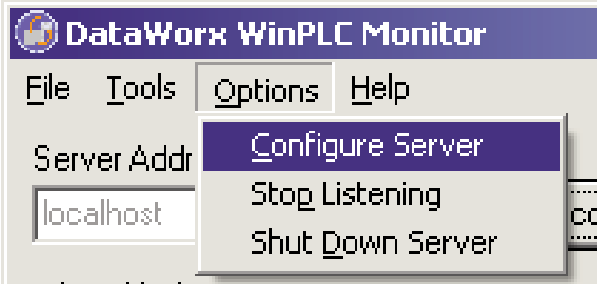 DataWorx WinPLC Monitor
File Tools Options Help
Configure Server
Server Addr
Stop Listening
localhost
Shut Down Server